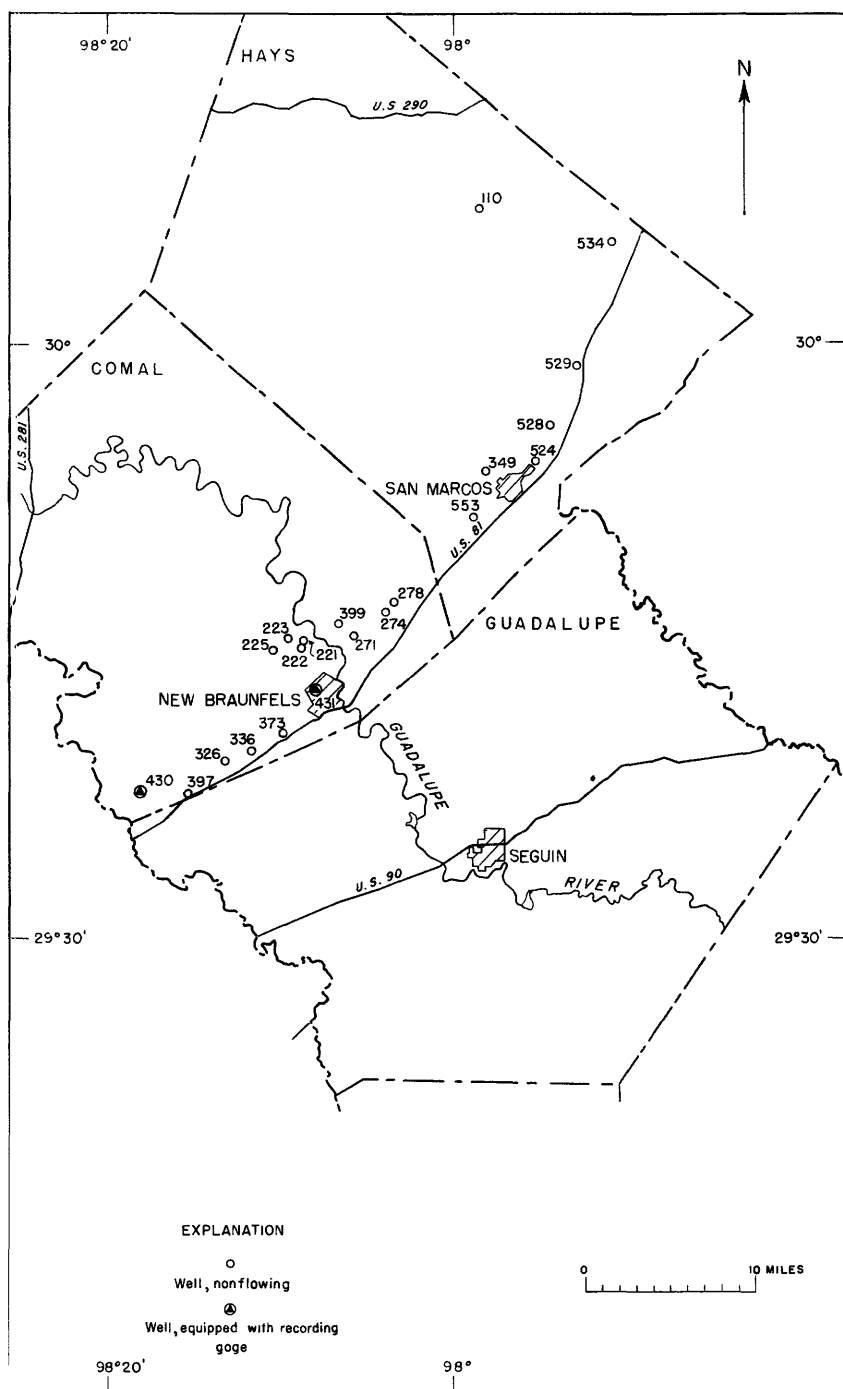 98° 20'
98°
HAYS
N
U.S 290
110
534
30°
30°
COMAL
529
U.S. 281
528
524
349
SAN MARCOS
553
U.S. 81
278
399
274
GUADALUPE
223
271
225
221
222
NEW BRAUNFELS
431
373
GUADALUPE
336
326
430
397
SEGUIN
U.S. 90
RIVER
29° 30'
29° 30'
EXPLANATION
Well, nonflowing
0
10 MILES
Well, equipped with recording
goge
98° 20'
98°